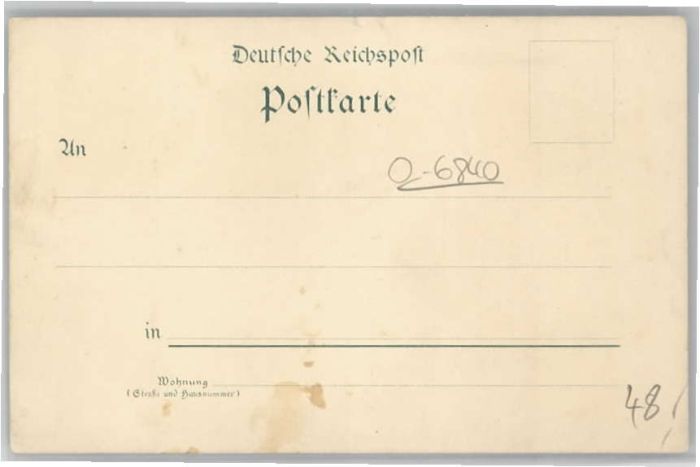 Deutsche Reichspost
Postkarte
An
O-6840
in
Wohnung
(Straße und Hausnummer)
48,